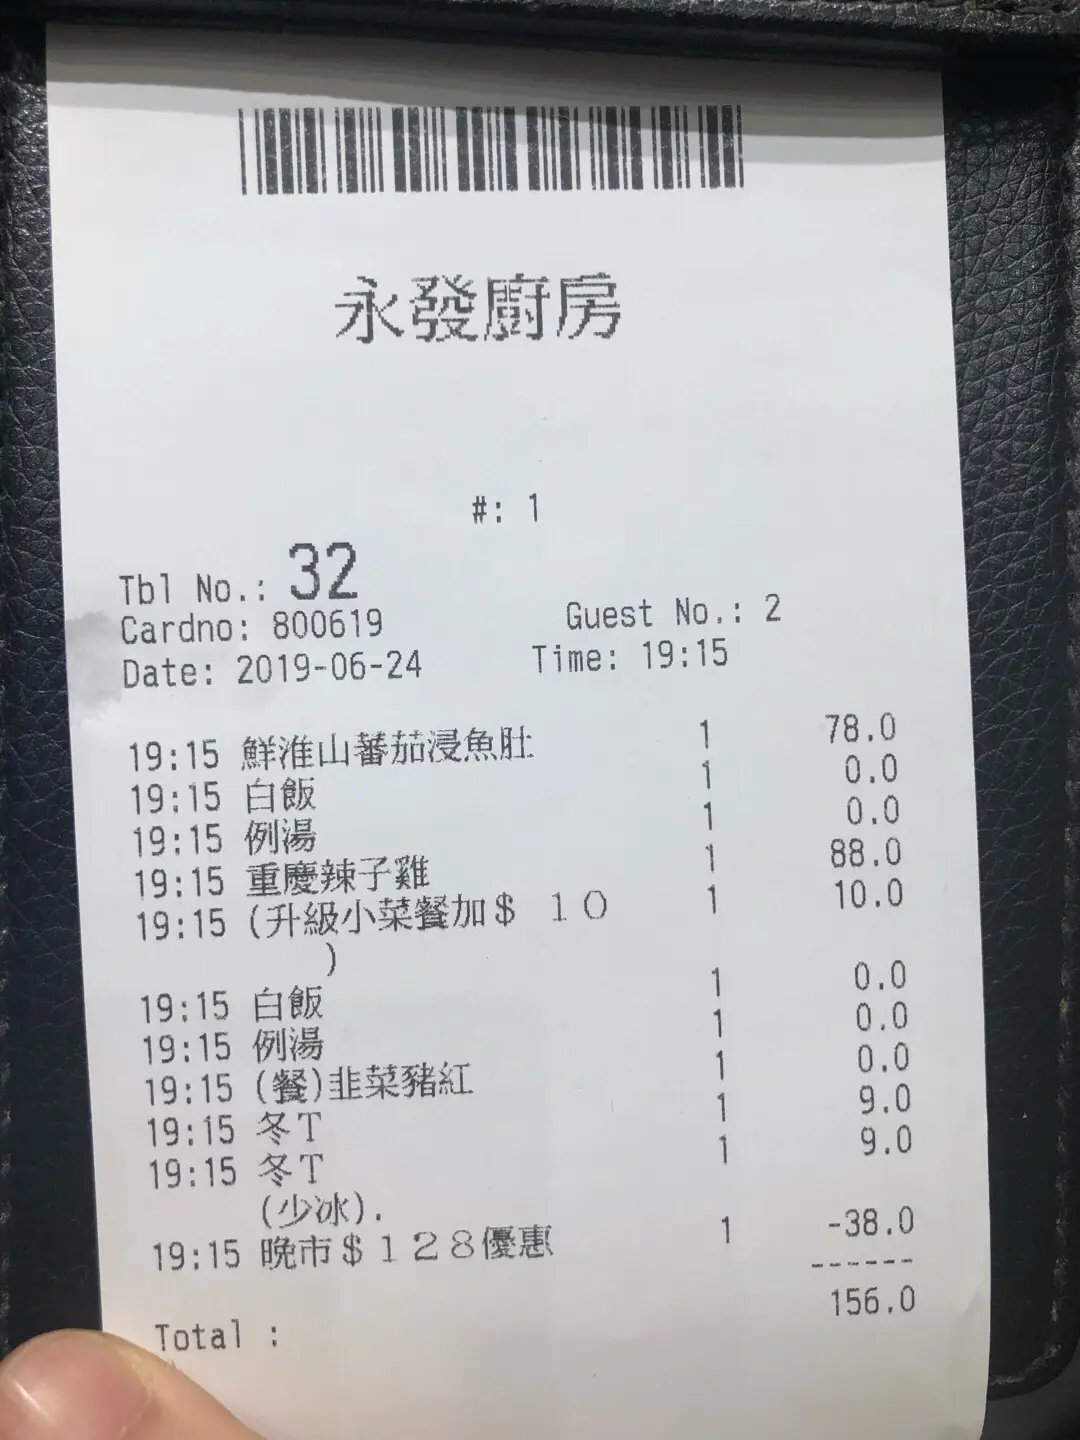 永發廚房
#: 1
Tbl No.: 32
Cardno: 800619 Guest No.: 2
Date: 2019-06-24 Time: 19:15
19:15 鮮淮山蕃茄浸魚肚 1 78.0
19:15 白飯 1 0.0
19:15 例湯 1 0.0
19:15 重慶辣子雞 1 88.0
19:15 (升級小菜餐加$ 10 1 10.0
)
19:15 白飯 1 0.0
19:15 例湯 1 0.0
19:15 (餐)韭菜豬紅 1 0.0
19:15 冬T 1 9.0
19:15 冬T 1 9.0
(少冰).
19:15 晚市$128優惠 1 -38.0
------
156.0
Total :